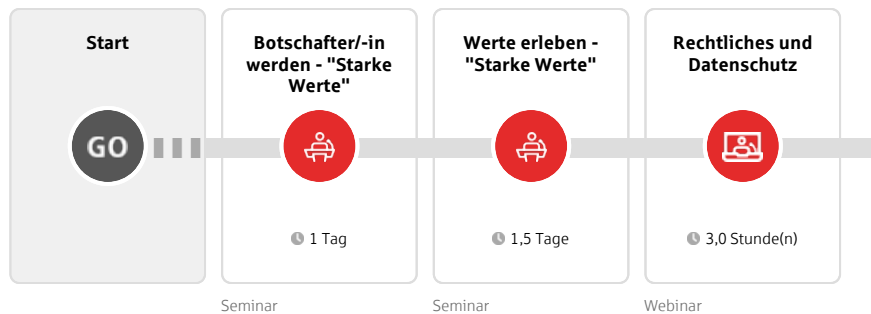 Start
GO
Botschafter/-in
werden - "Starke
Werte"
1 Tag
Seminar
Werte erleben -
"Starke Werte"
1,5 Tage
Seminar
Rechtliches und
Datenschutz
3,0 Stunde(n)
Webinar